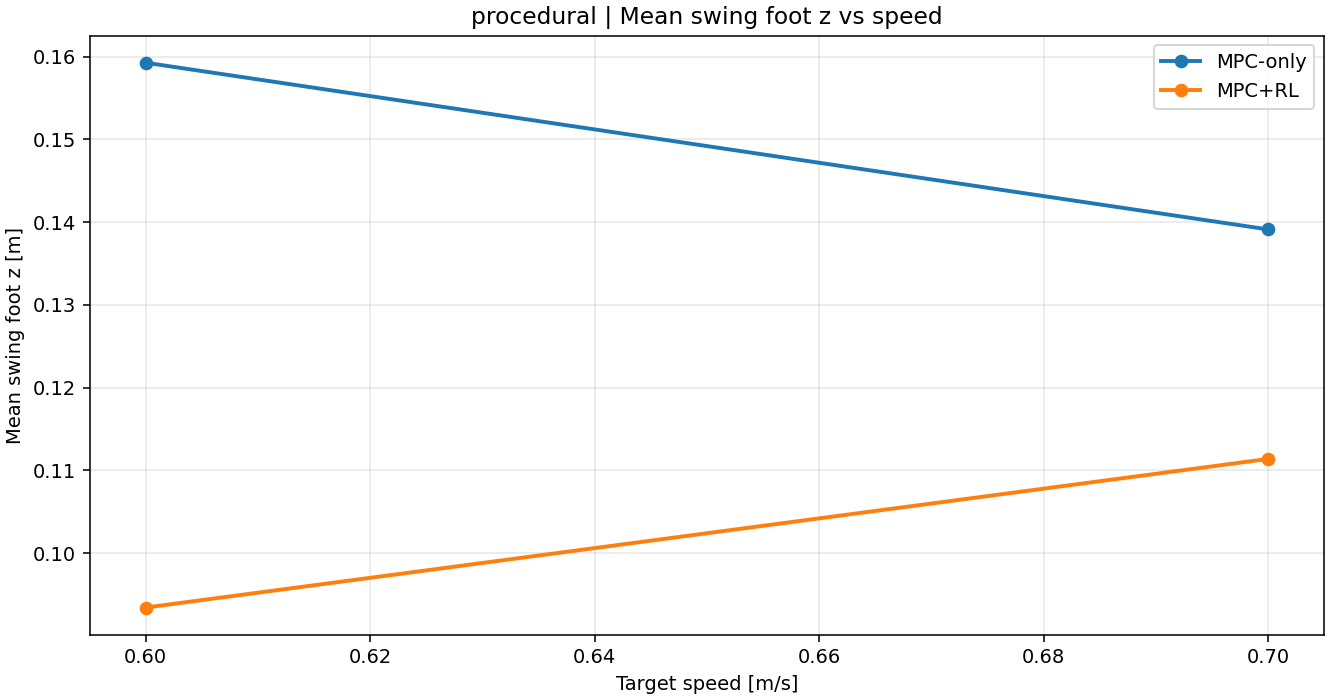 procedural | Mean swing foot z vs speed
MPC-only
MPC+RL
Mean swing foot z [m]
0.16
0.15
0.14
0.13
0.12
0.11
0.10
0.60 0.62 0.64 0.66 0.68 0.70
Target speed [m/s]